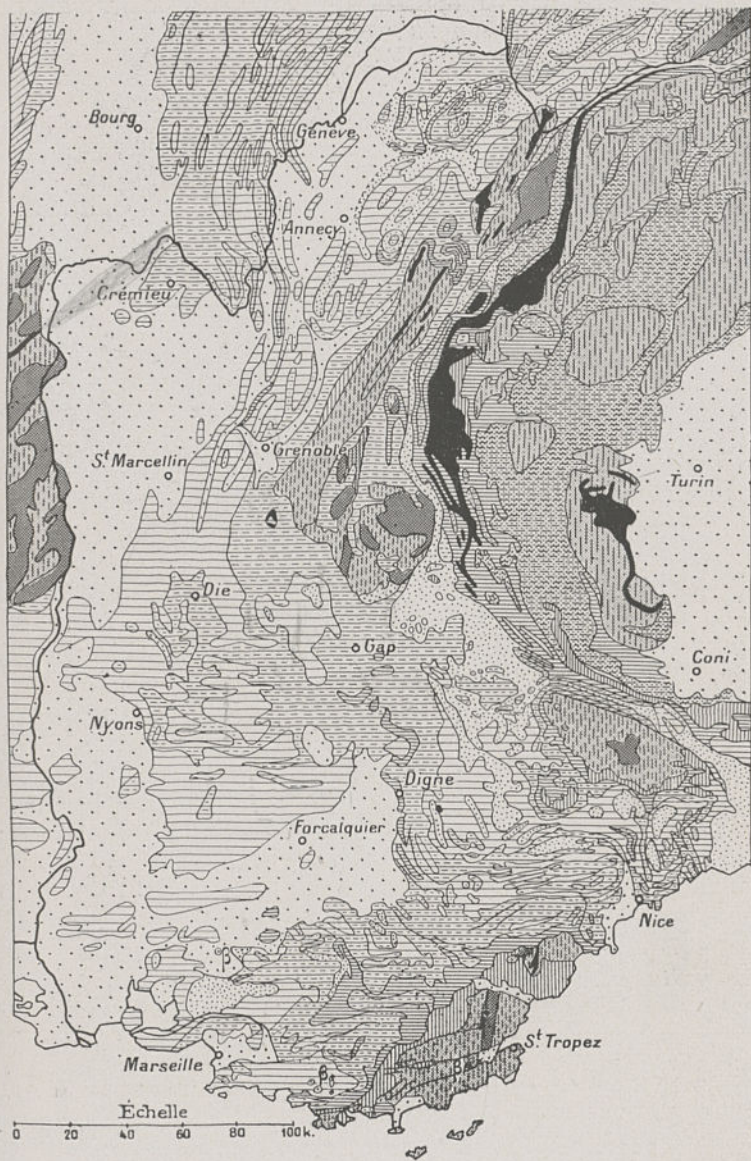 Bourg
Genève
Annecy
Crémieu
St Marcellin
Grenoble
Turin
Die
Gap
Coni
Nyons
Digne
Forcalquier
Nice
β
St Tropez
β
Marseille
β
Échelle
0 20 40 60 80 100 k.